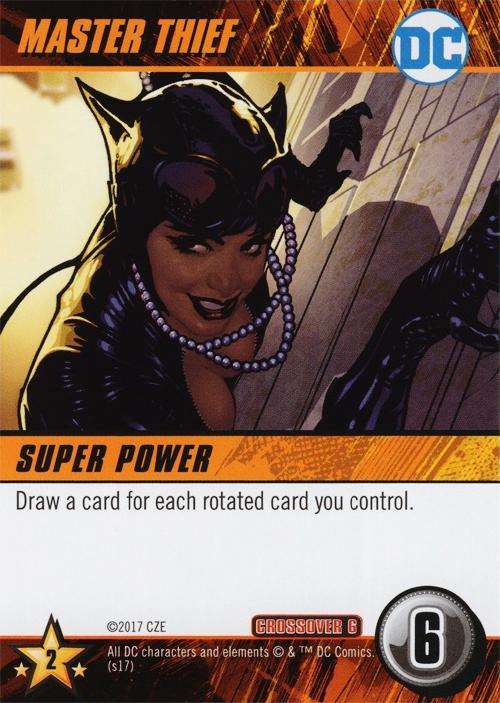 MASTER THIEF
DC
SUPER POWER
Draw a card for each rotated card you control.
2
©2017 CZE
CROSSOVER 6
6
All DC characters and elements © & ™ DC Comics.
(s17)